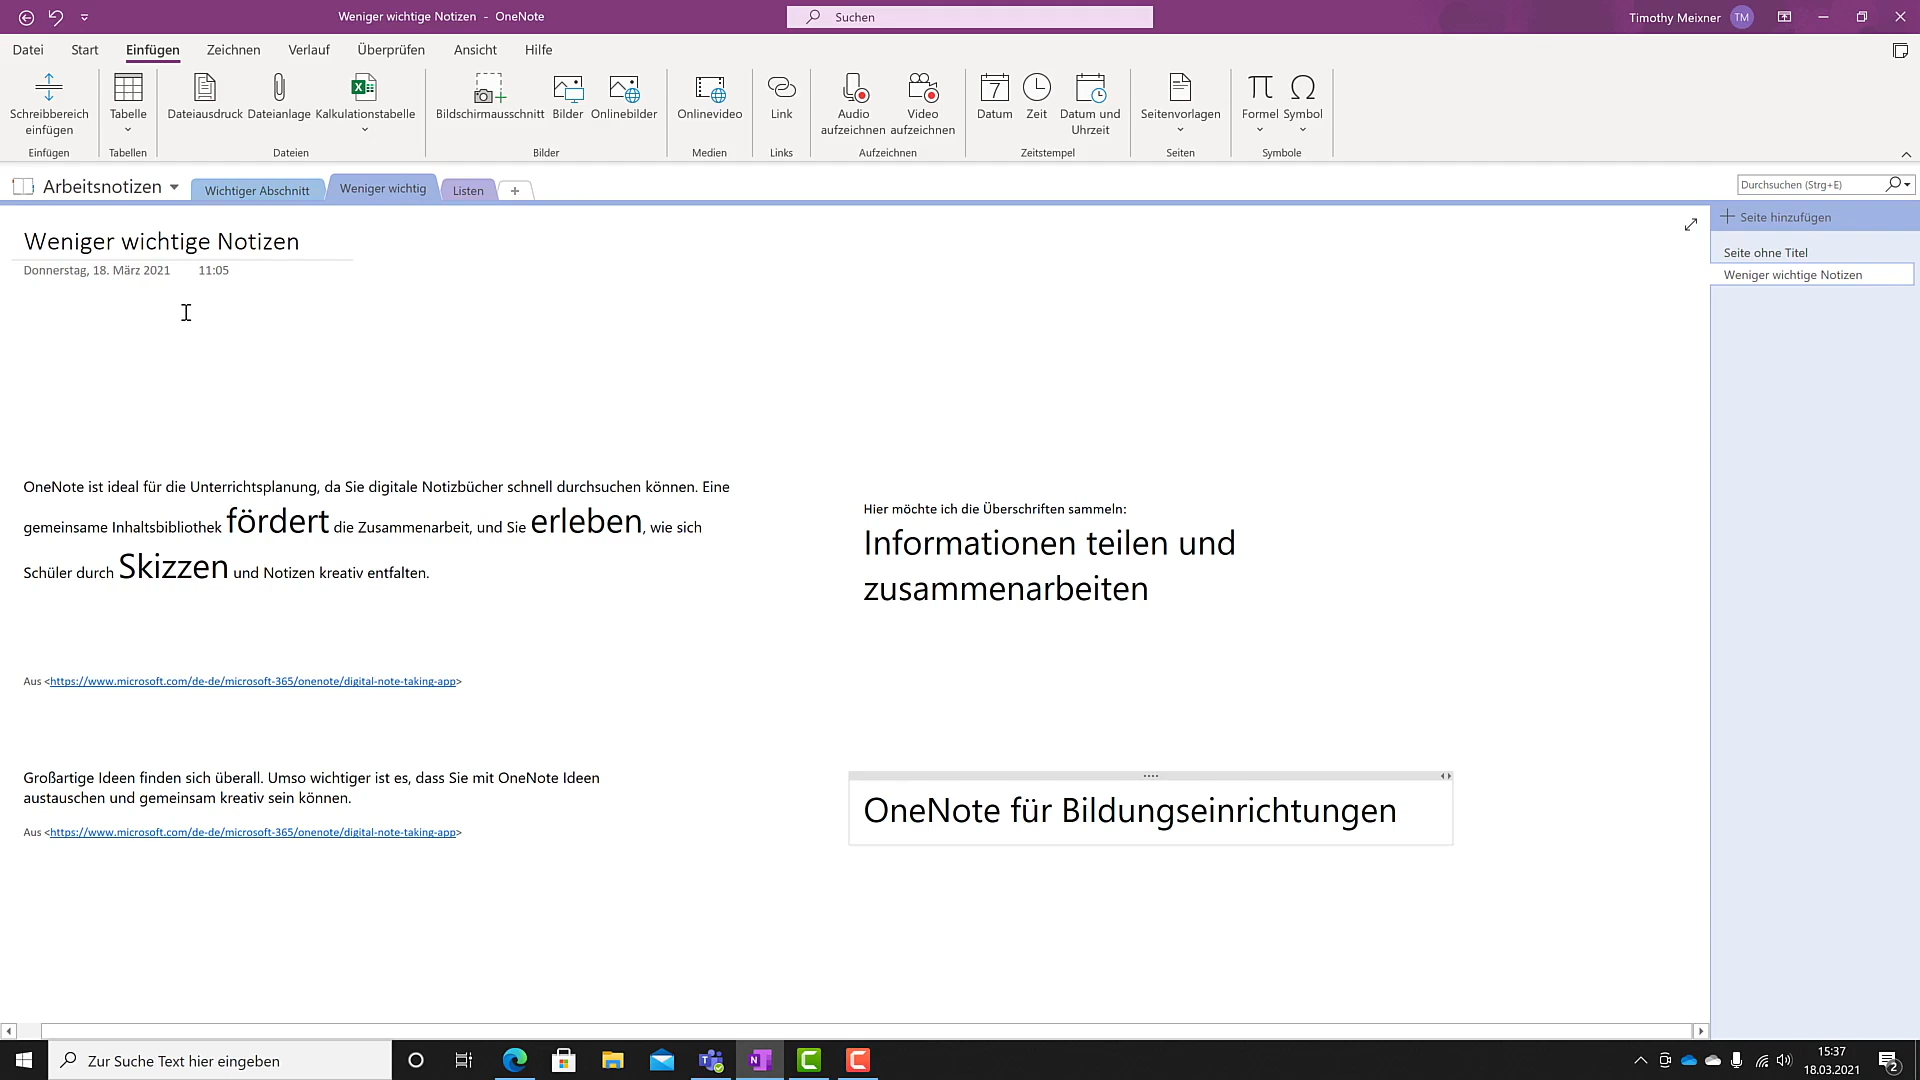 Weniger wichtige Notizen - OneNote
Suchen
Timothy Meixner
TM
Datei Start Einfügen Zeichnen Verlauf Überprüfen Ansicht Hilfe
Schreibbereich einfügen
Tabelle
Dateiausdruck
Dateianlage
Kalkulationstabelle
Bildschirmausschnitt
Bilder
Onlinebilder
Onlinevideo
Link
Audio aufzeichnen
Video aufzeichnen
7
Datum
Zeit
Datum und Uhrzeit
Seitenvorlagen
Formel
Symbol
Einfügen Tabellen Dateien Bilder Medien Links Aufzeichnen Zeitstempel Seiten Symbole
Arbeitsnotizen
Wichtiger Abschnitt
Weniger wichtig
Listen
+
Durchsuchen (Strg+E)
Seite hinzufügen
Seite ohne Titel
Weniger wichtige Notizen
Weniger wichtige Notizen
Donnerstag, 18. März 2021 11:05
OneNote ist ideal für die Unterrichtsplanung, da Sie digitale Notizbücher schnell durchsuchen können. Eine
gemeinsame Inhaltsbibliothek fördert die Zusammenarbeit, und Sie erleben, wie sich
Schüler durch Skizzen und Notizen kreativ entfalten.
Hier möchte ich die Überschriften sammeln:
Informationen teilen und
zusammenarbeiten
Aus <https://www.microsoft.com/de-de/microsoft-365/onenote/digital-note-taking-app>
Großartige Ideen finden sich überall. Umso wichtiger ist es, dass Sie mit OneNote Ideen
austauschen und gemeinsam kreativ sein können.
Aus <https://www.microsoft.com/de-de/microsoft-365/onenote/digital-note-taking-app>
OneNote für Bildungseinrichtungen
Zur Suche Text hier eingeben
15:37
18.03.2021
2